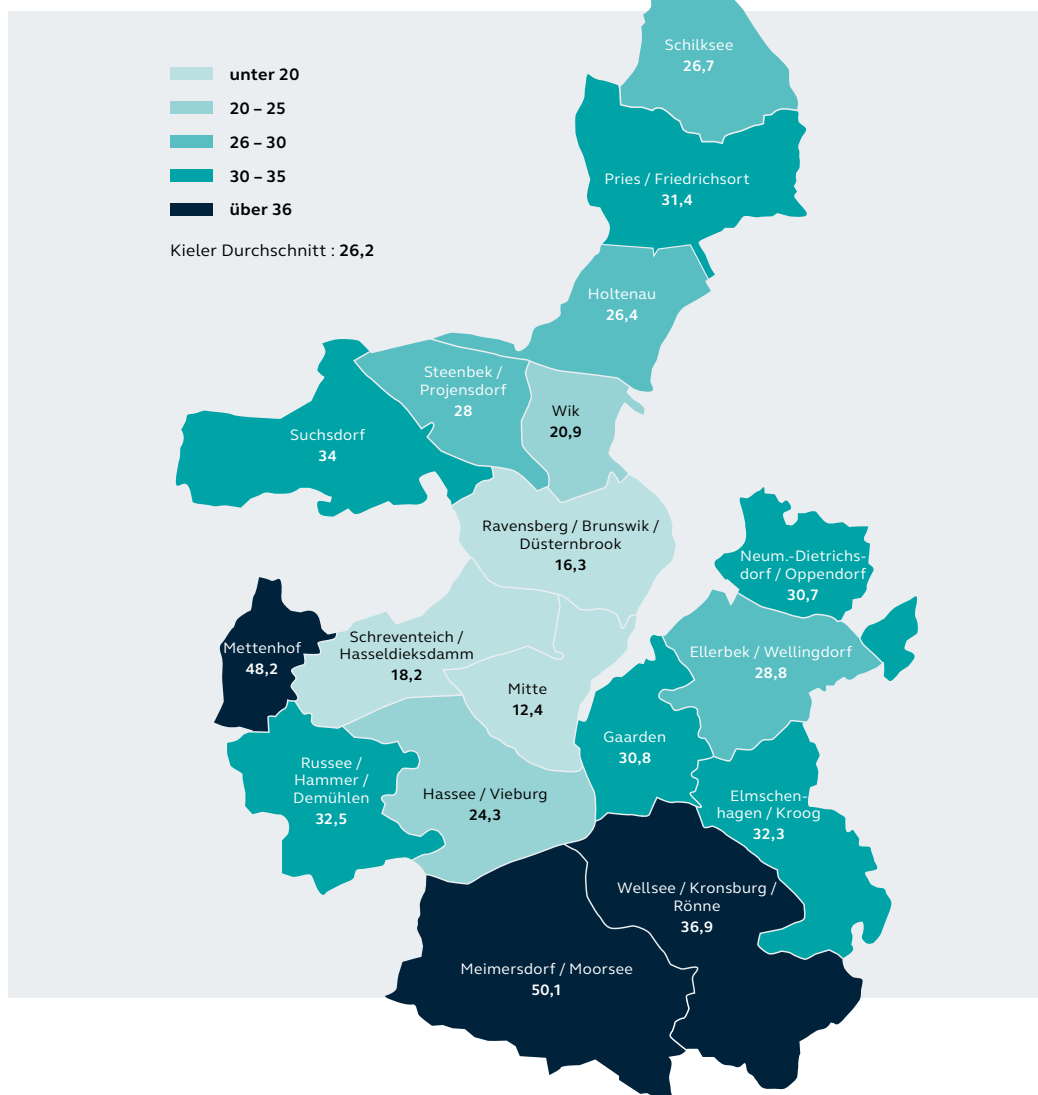 unter 20
20 – 25
26 – 30
30 – 35
über 36
Kieler Durchschnitt : 26,2
Schilksee
26,7
Pries / Friedrichsort
31,4
Holtenau
26,4
Steenbek /
Projensdorf
28
Wik
20,9
Suchsdorf
34
Ravensberg / Brunswik /
Düsternbrook
16,3
Neum.-Dietrichs-
dorf / Oppendorf
30,7
Mettenhof
48,2
Schreventeich /
Hasseldieksdamm
18,2
Ellerbek / Wellingdorf
28,8
Mitte
12,4
Gaarden
30,8
Russee /
Hammer /
Demühlen
32,5
Hassee / Vieburg
24,3
Elmschen-
hagen / Kroog
32,3
Wellsee / Kronsburg /
Rönne
36,9
Meimersdorf / Moorsee
50,1